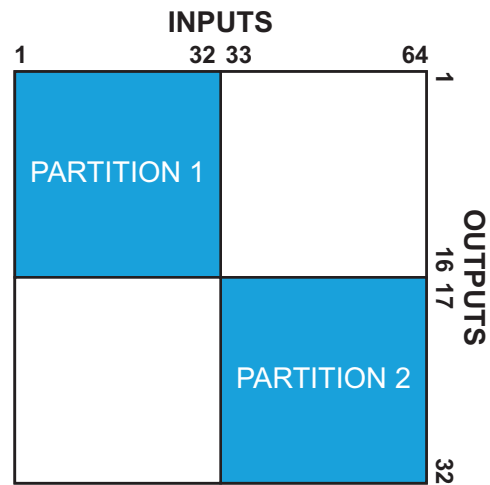 INPUTS
1 32 33 64
1
PARTITION 1
OUTPUTS
16
17
PARTITION 2
32